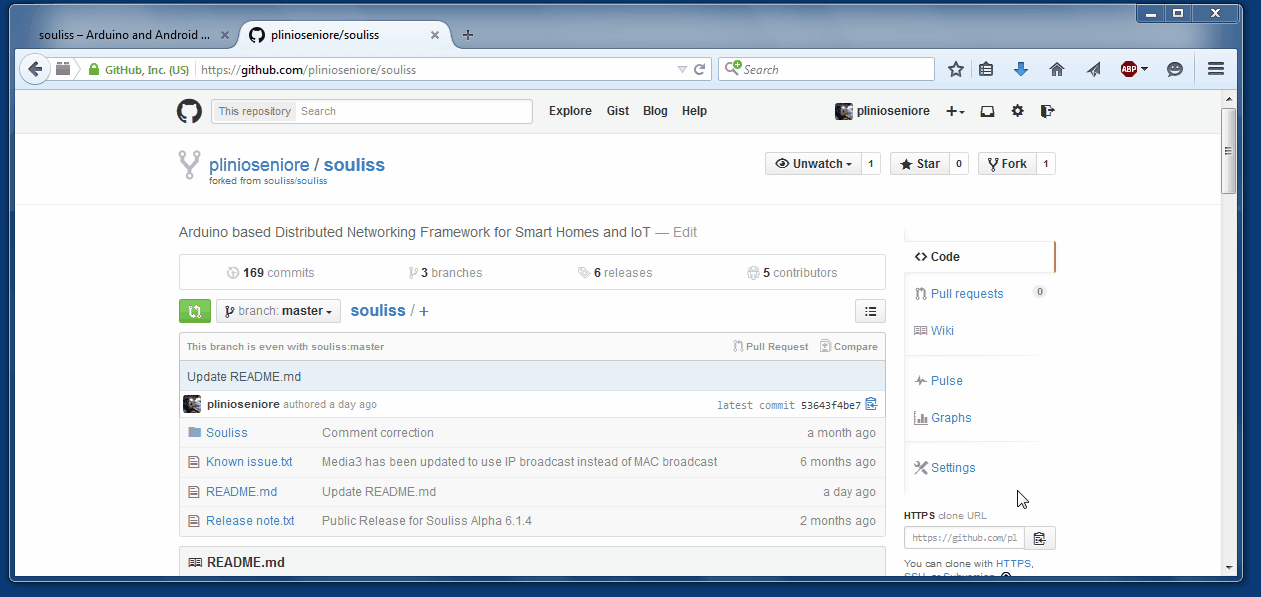 souliss – Arduino and Android ...
plinioseniore/souliss
GitHub, Inc. (US)
https://github.com/plinioseniore/souliss
Search
ABP
This repository Search
Explore Gist Blog Help
plinioseniore
plinioseniore / souliss
forked from souliss/souliss
Unwatch 1
Star 0
Fork 1
Arduino based Distributed Networking Framework for Smart Homes and IoT — Edit
169 commits
3 branches
6 releases
5 contributors
branch: master
souliss / +
This branch is even with souliss:master
Pull Request
Compare
Update README.md
plinioseniore authored a day ago
latest commit 53643f4be7
Souliss Comment correction a month ago
Known issue.txt Media3 has been updated to use IP broadcast instead of MAC broadcast 6 months ago
README.md Update README.md a day ago
Release note.txt Public Release for Souliss Alpha 6.1.4 2 months ago
README.md
Code
Pull requests 0
Wiki
Pulse
Graphs
Settings
HTTPS clone URL
https://github.com/pl
You can clone with HTTPS,
SSH, or Subversion.